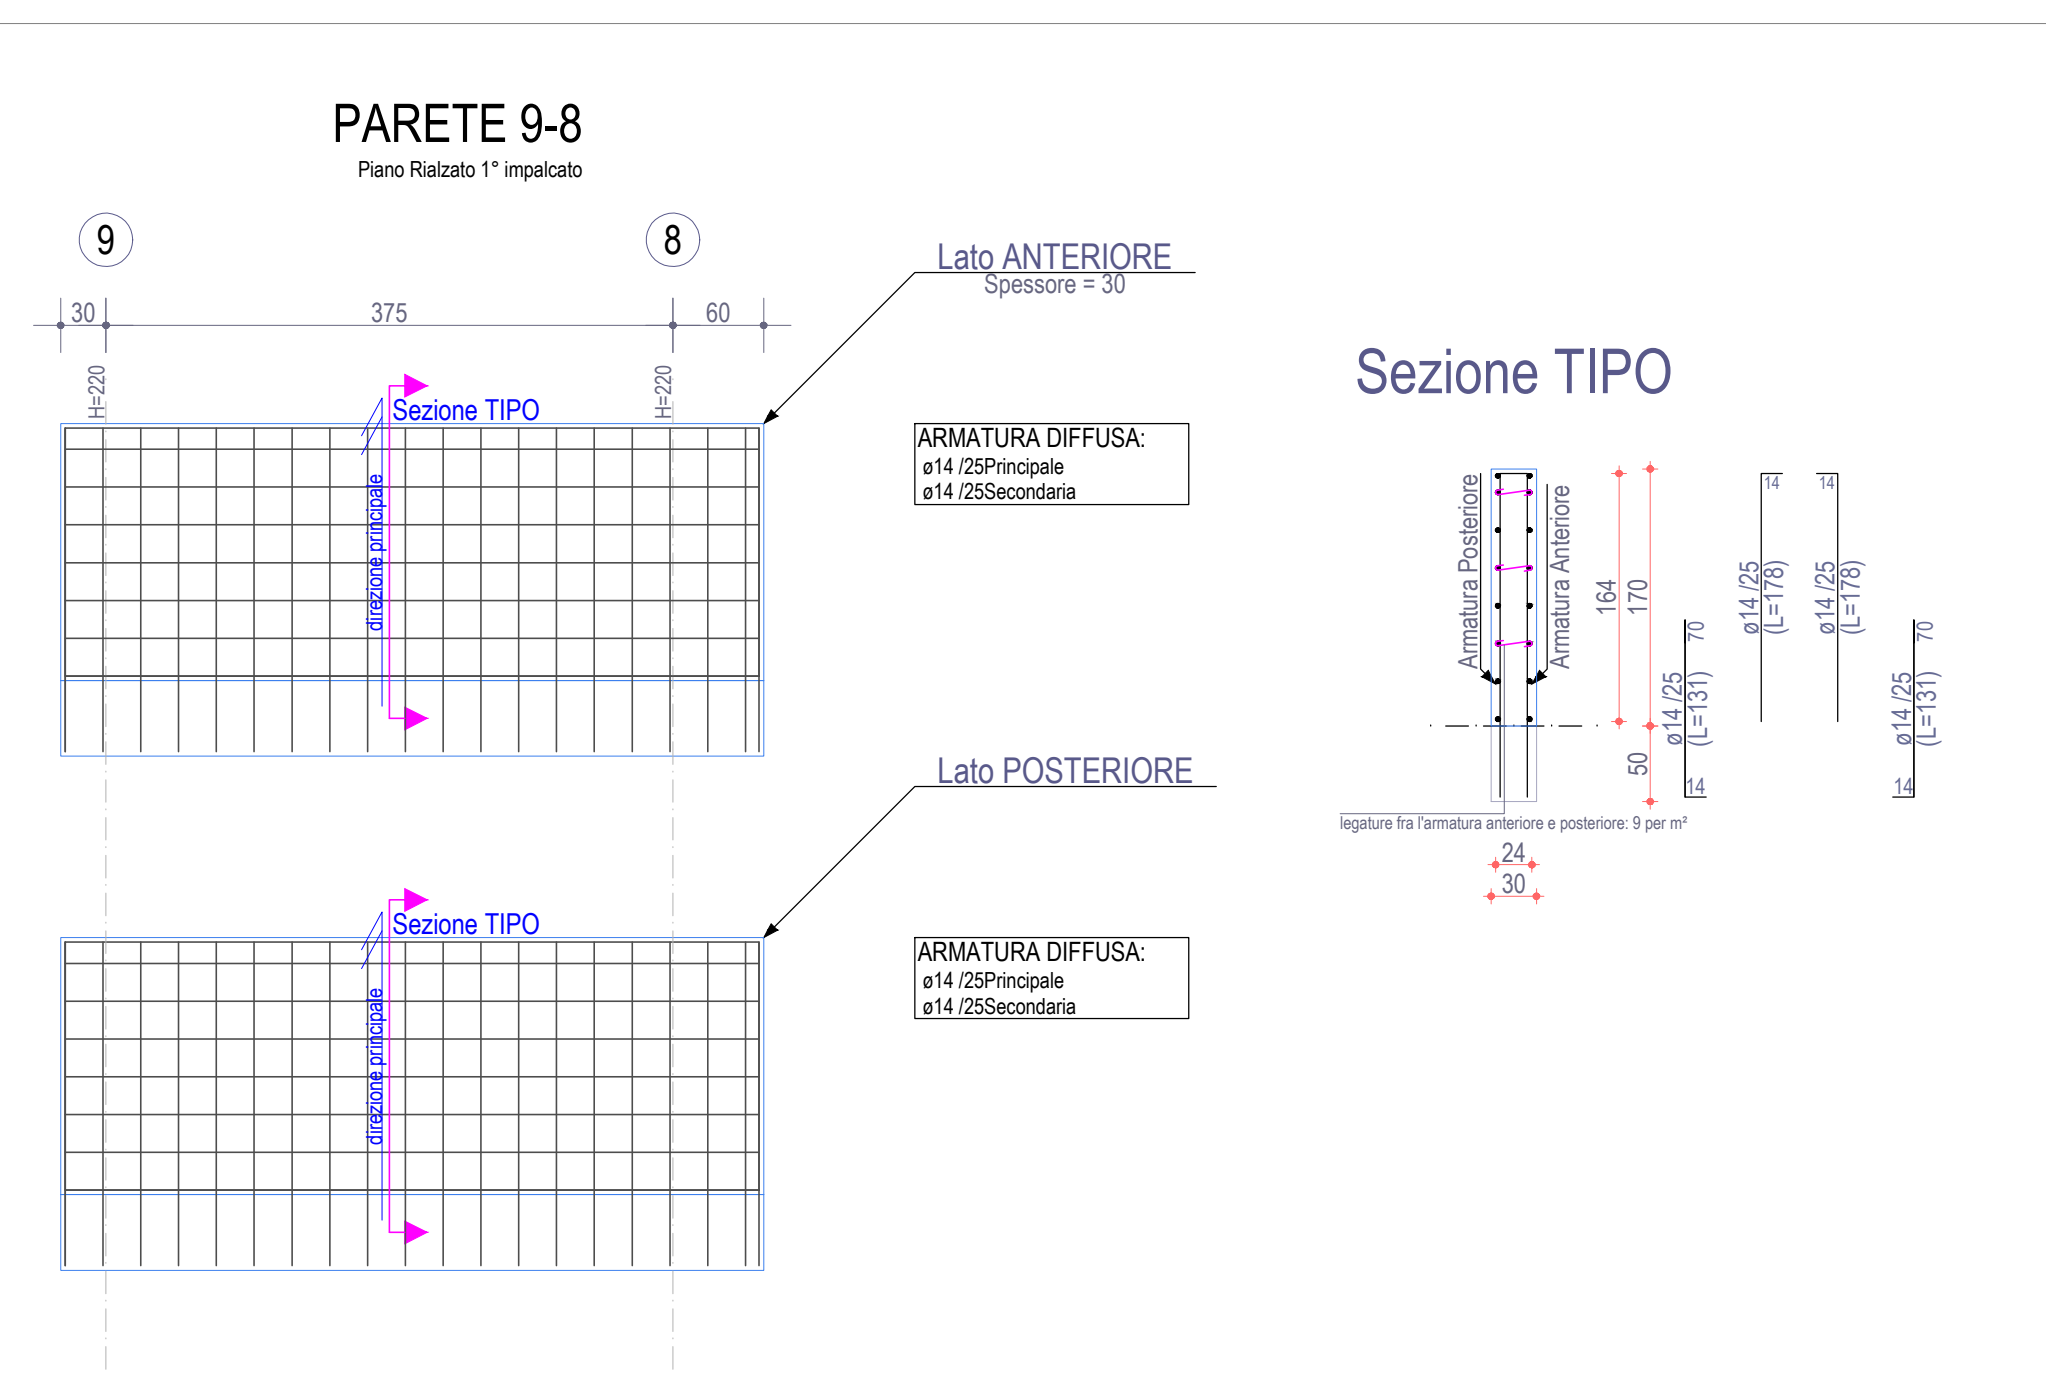 PARETE 9-8
Piano Rialzato 1° impalcato
9
8
30
375
60
H=220
H=220
Sezione TIPO
direzione principale
Lato ANTERIORE
Spessore = 30
ARMATURA DIFFUSA:
ø14 /25Principale
ø14 /25Secondaria
Lato POSTERIORE
Sezione TIPO
direzione principale
ARMATURA DIFFUSA:
ø14 /25Principale
ø14 /25Secondaria
Sezione TIPO
Armatura Posteriore
Armatura Anteriore
164
170
50
legature fra l'armatura anteriore e posteriore: 9 per m²
24
30
ø14 /25
(L=131)
70
14
ø14 /25
(L=178)
14
ø14 /25
(L=178)
14
ø14 /25
(L=131)
70
14